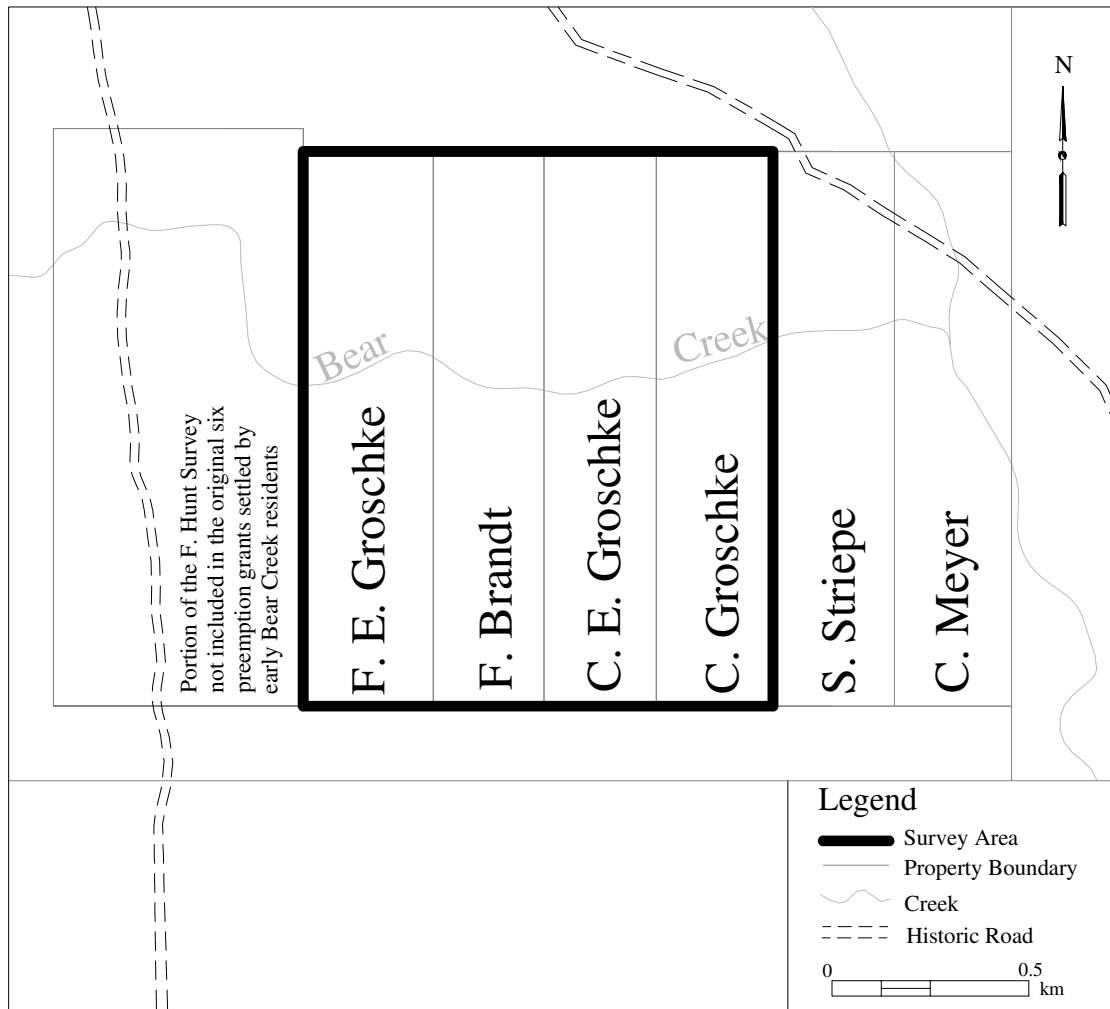 N
Bear Creek
Portion of the F. Hunt Survey
not included in the original six
preemption grants settled by
early Bear Creek residents
F. E. Groschke
F. Brandt
C. E. Groschke
C. Groschke
S. Striepe
C. Meyer
Legend
Survey Area
Property Boundary
Creek
Historic Road
0 0.5
km